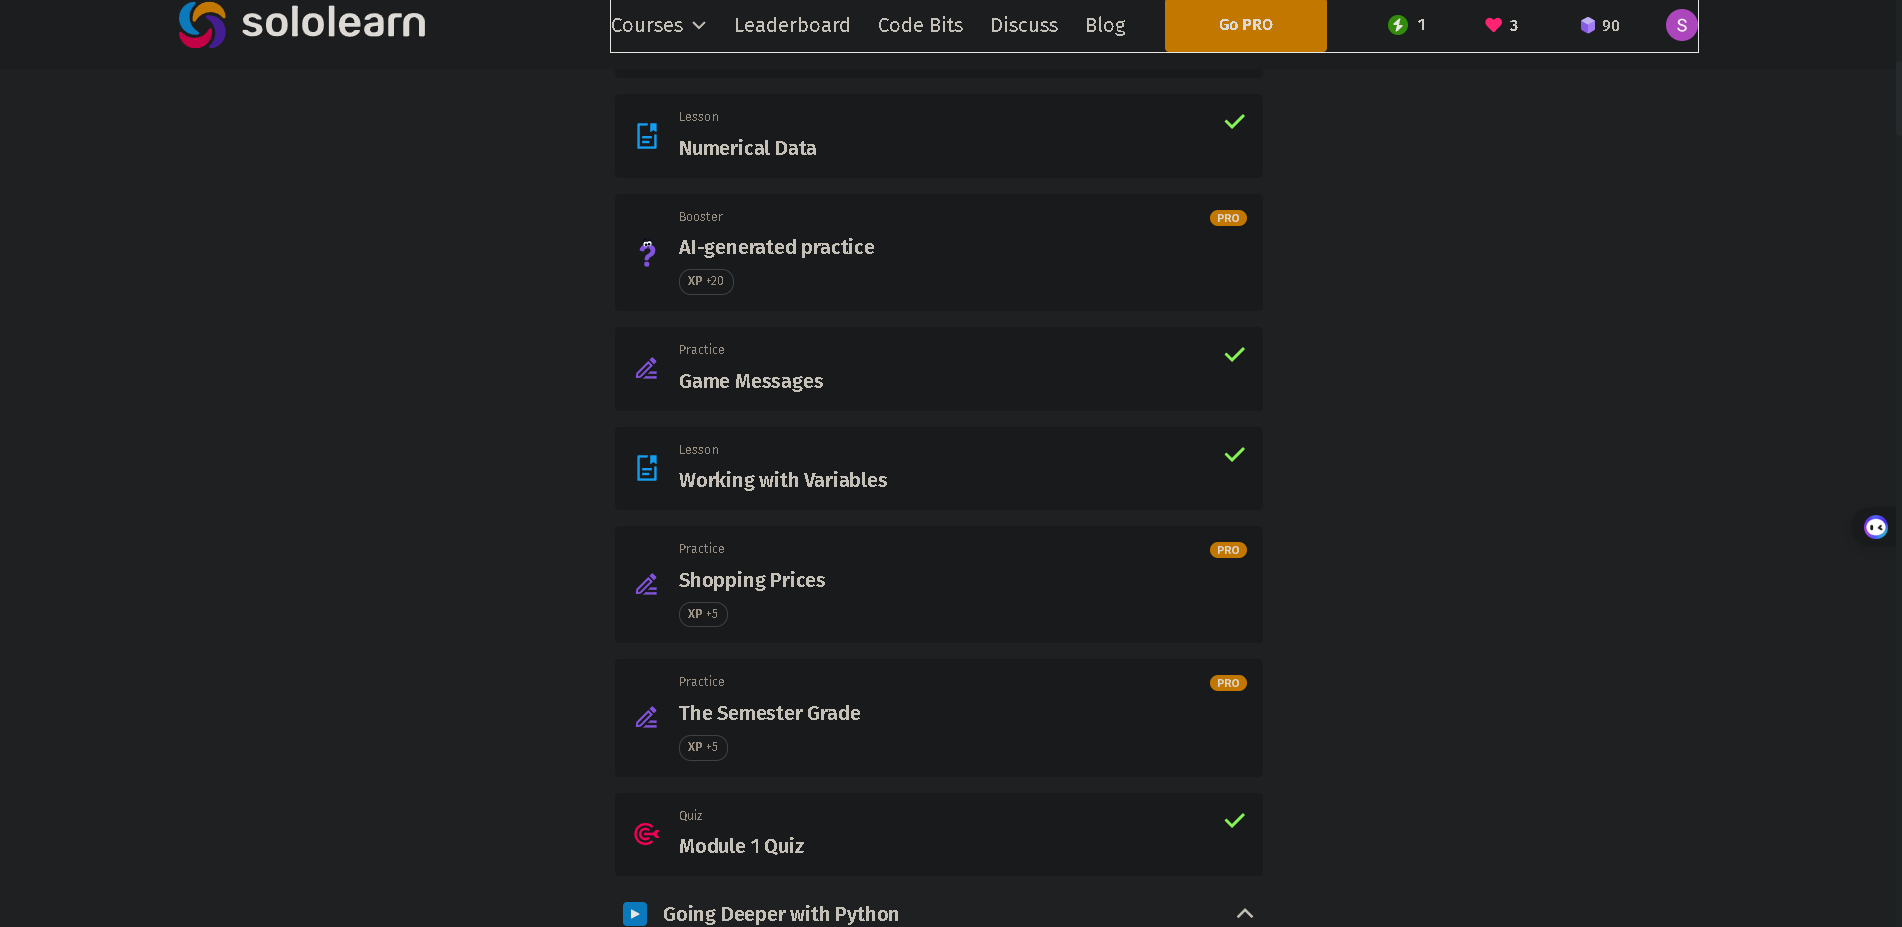 sololearn
Courses Leaderboard Code Bits Discuss Blog Go PRO 1 3 90 S
Lesson
Numerical Data
Booster
PRO
AI-generated practice
XP +20
Practice
Game Messages
Lesson
Working with Variables
Practice
PRO
Shopping Prices
XP +5
Practice
PRO
The Semester Grade
XP +5
Quiz
Module 1 Quiz
Going Deeper with Python